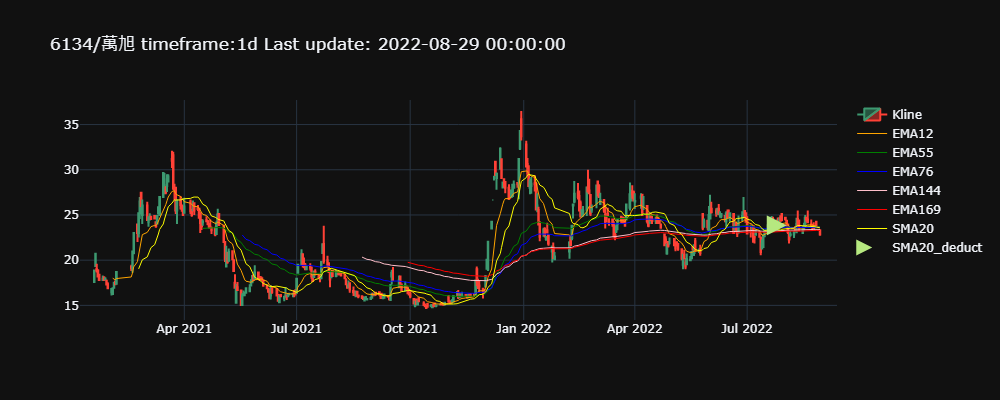 6134/萬旭 timeframe:1d Last update: 2022-08-29 00:00:00
35
30
25
20
15
Apr 2021
Jul 2021
Oct 2021
Jan 2022
Apr 2022
Jul 2022
Kline
EMA12
EMA55
EMA76
EMA144
EMA169
SMA20
SMA20_deduct